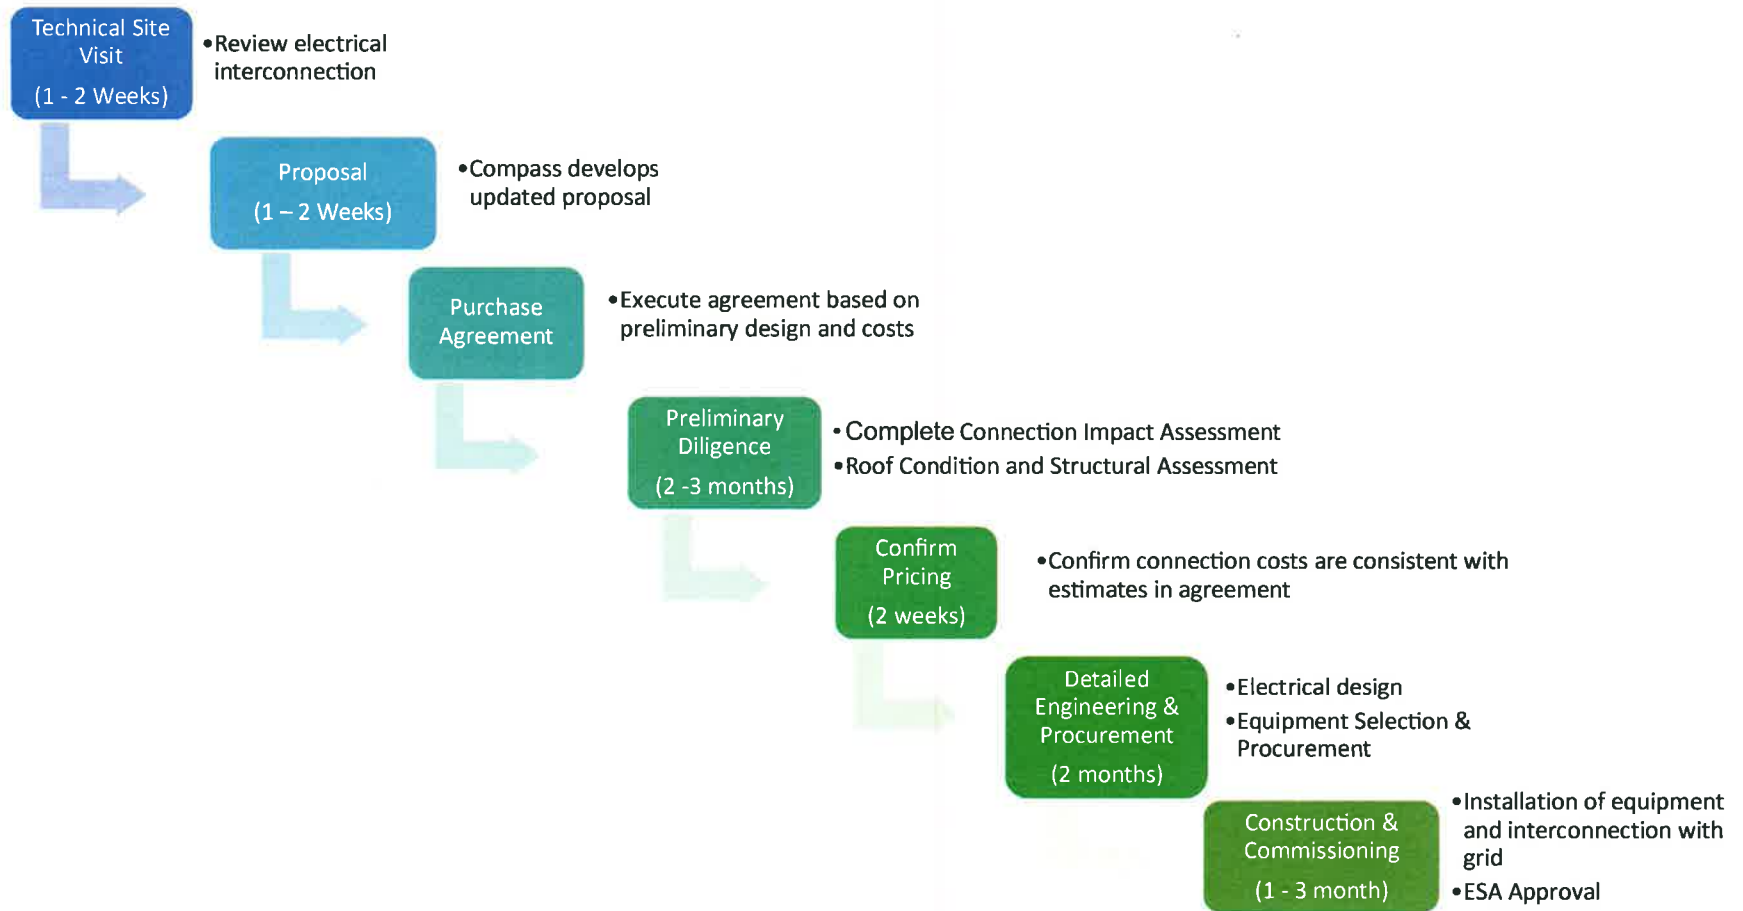 Technical Site
Visit
(1 - 2 Weeks)
•Review electrical
interconnection
Proposal
(1 – 2 Weeks)
•Compass develops
updated proposal
Purchase
Agreement
•Execute agreement based on
preliminary design and costs
Preliminary
Diligence
(2 -3 months)
• Complete Connection Impact Assessment
•Roof Condition and Structural Assessment
Confirm
Pricing
(2 weeks)
•Confirm connection costs are consistent with
estimates in agreement
Detailed
Engineering &
Procurement
(2 months)
•Electrical design
•Equipment Selection &
Procurement
Construction &
Commissioning
(1 - 3 month)
•Installation of equipment
and interconnection with
grid
•ESA Approval